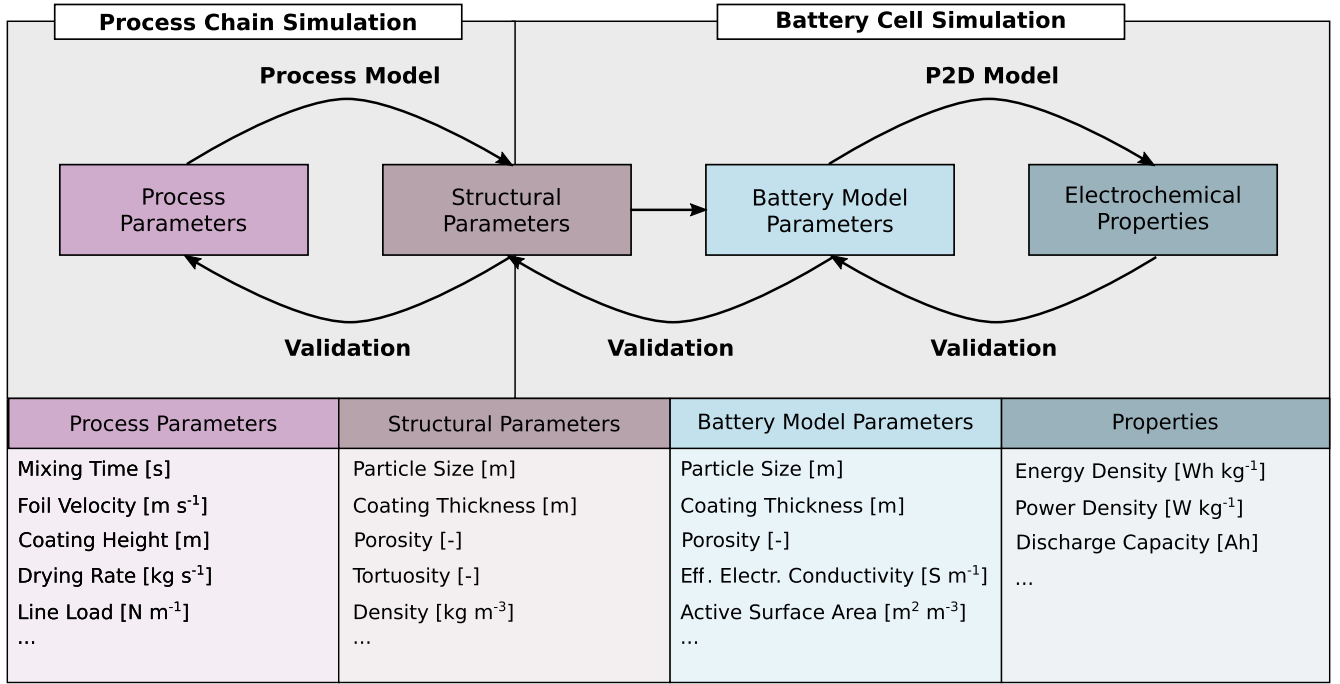 Process Chain Simulation
Battery Cell Simulation
Process Model
P2D Model
Process
Parameters
Structural
Parameters
Battery Model
Parameters
Electrochemical
Properties
Validation
Validation
Validation
Process Parameters
Mixing Time [s]
Foil Velocity [m s⁻¹]
Coating Height [m]
Drying Rate [kg s⁻¹]
Line Load [N m⁻¹]
...
Structural Parameters
Particle Size [m]
Coating Thickness [m]
Porosity [-]
Tortuosity [-]
Density [kg m⁻³]
...
Battery Model Parameters
Particle Size [m]
Coating Thickness [m]
Porosity [-]
Eff. Electr. Conductivity [S m⁻¹]
Active Surface Area [m² m⁻³]
...
Properties
Energy Density [Wh kg⁻¹]
Power Density [W kg⁻¹]
Discharge Capacity [Ah]
...